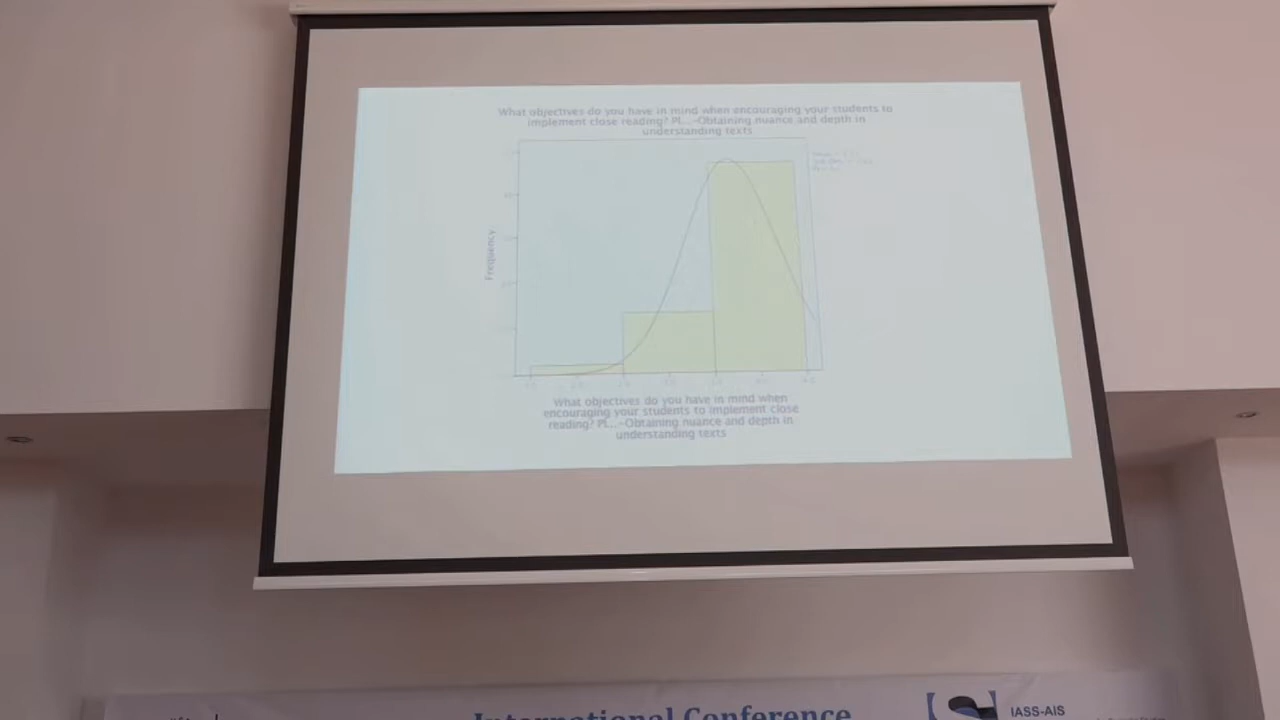 What objectives do you have in mind when encouraging your students to
implement close reading? Pl...-Obtaining nuance and depth in
understanding texts
Frequency
What objectives do you have in mind when
encouraging your students to implement close
reading? Pl...-Obtaining nuance and depth in
understanding texts
International Conference
IASS-AIS